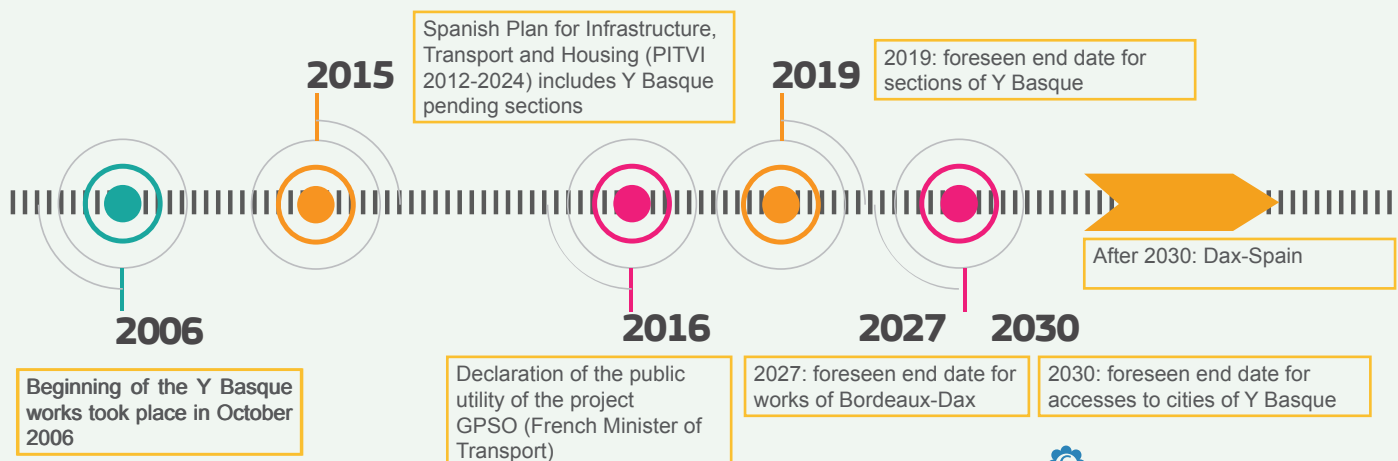 2015
Spanish Plan for Infrastructure,
Transport and Housing (PITVI
2012-2024) includes Y Basque
pending sections
2019
2019: foreseen end date for
sections of Y Basque
After 2030: Dax-Spain
2006
Beginning of the Y Basque
works took place in October
2006
2016
Declaration of the public
utility of the project
GPSO (French Minister of
Transport)
2027
2027: foreseen end date for
works of Bordeaux-Dax
2030
2030: foreseen end date for
accesses to cities of Y Basque